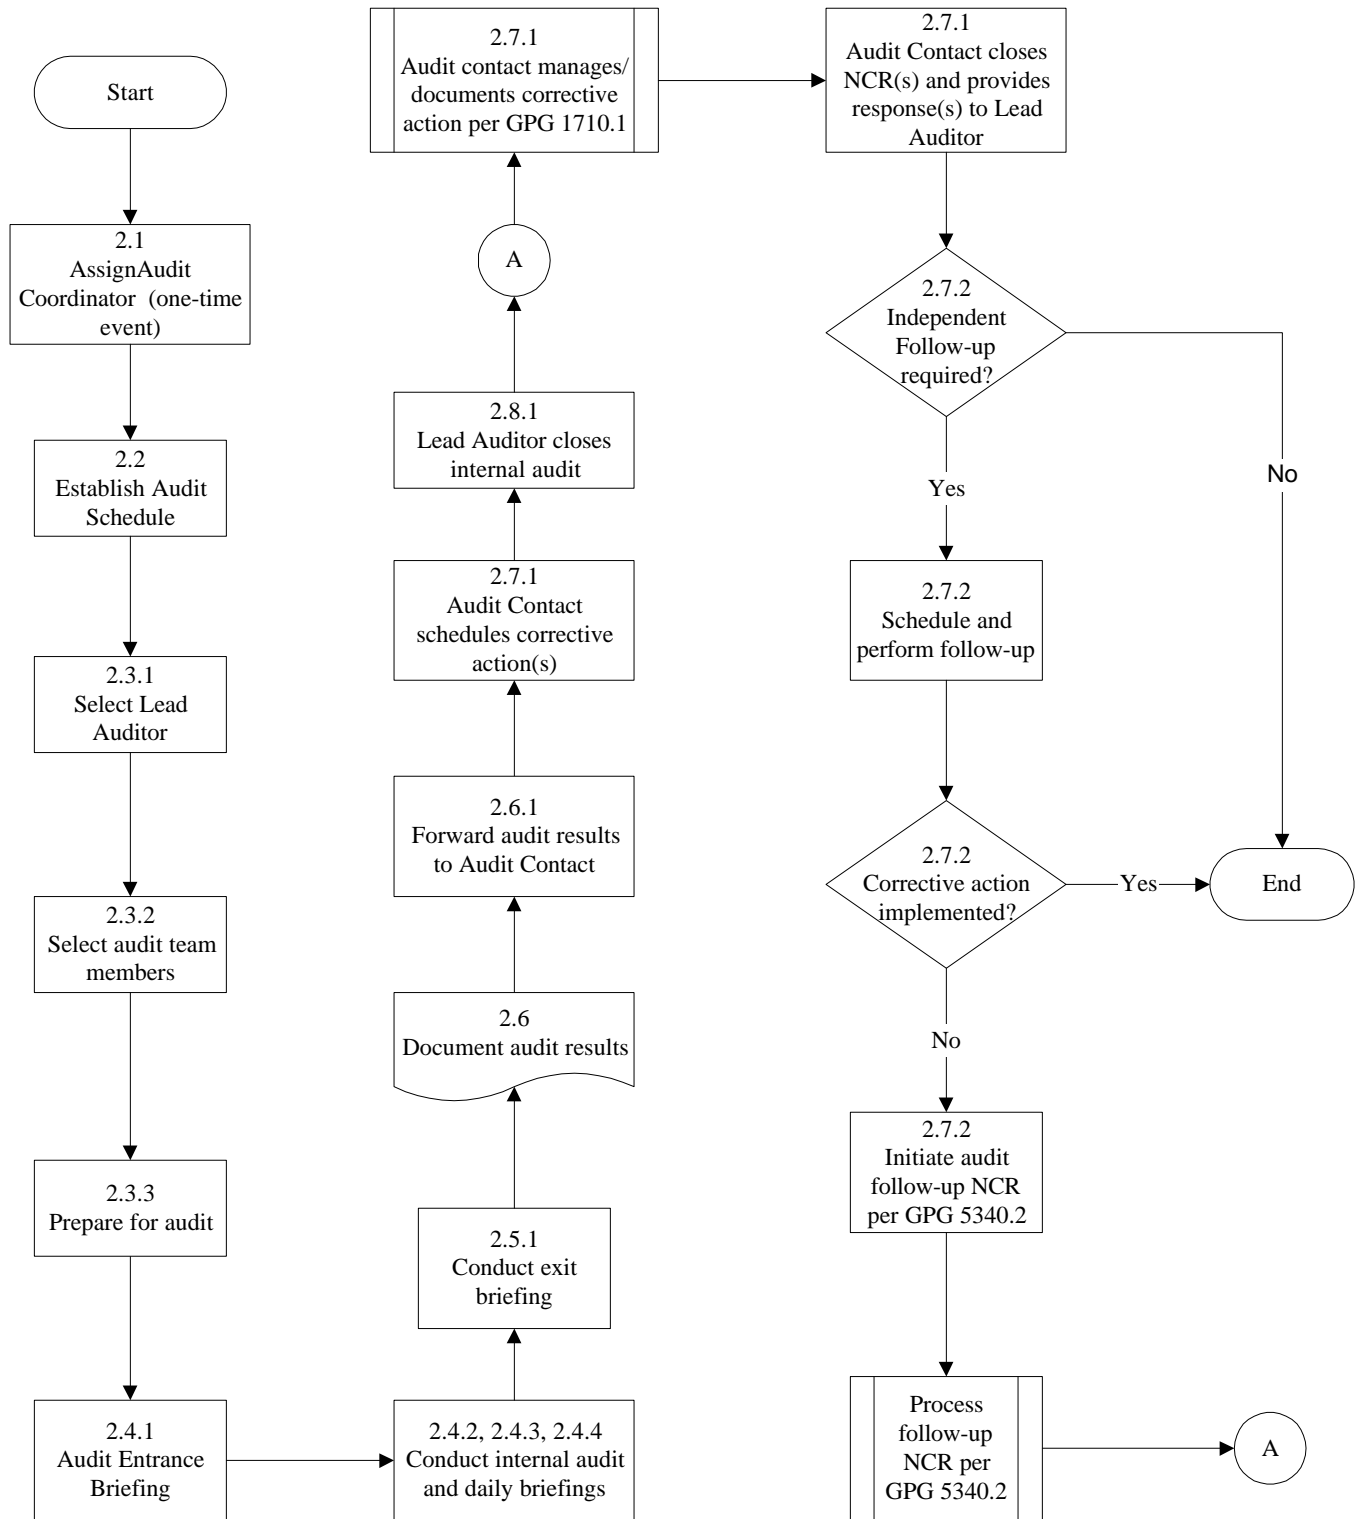 Start
2.1
AssignAudit
Coordinator (one-time
event)
2.2
Establish Audit
Schedule
2.3.1
Select Lead
Auditor
2.3.2
Select audit team
members
2.3.3
Prepare for audit
2.4.1
Audit Entrance
Briefing
2.4.2, 2.4.3, 2.4.4
Conduct internal audit
and daily briefings
2.5.1
Conduct exit
briefing
2.6
Document audit results
2.6.1
Forward audit results
to Audit Contact
2.7.1
Audit Contact
schedules corrective
action(s)
2.8.1
Lead Auditor closes
internal audit
A
2.7.1
Audit contact manages/
documents corrective
action per GPG 1710.1
2.7.1
Audit Contact closes
NCR(s) and provides
response(s) to Lead
Auditor
2.7.2
Independent
Follow-up
required?
No
Yes
2.7.2
Schedule and
perform follow-up
2.7.2
Corrective action
implemented?
Yes
End
No
2.7.2
Initiate audit
follow-up NCR
per GPG 5340.2
Process
follow-up
NCR per
GPG 5340.2
A